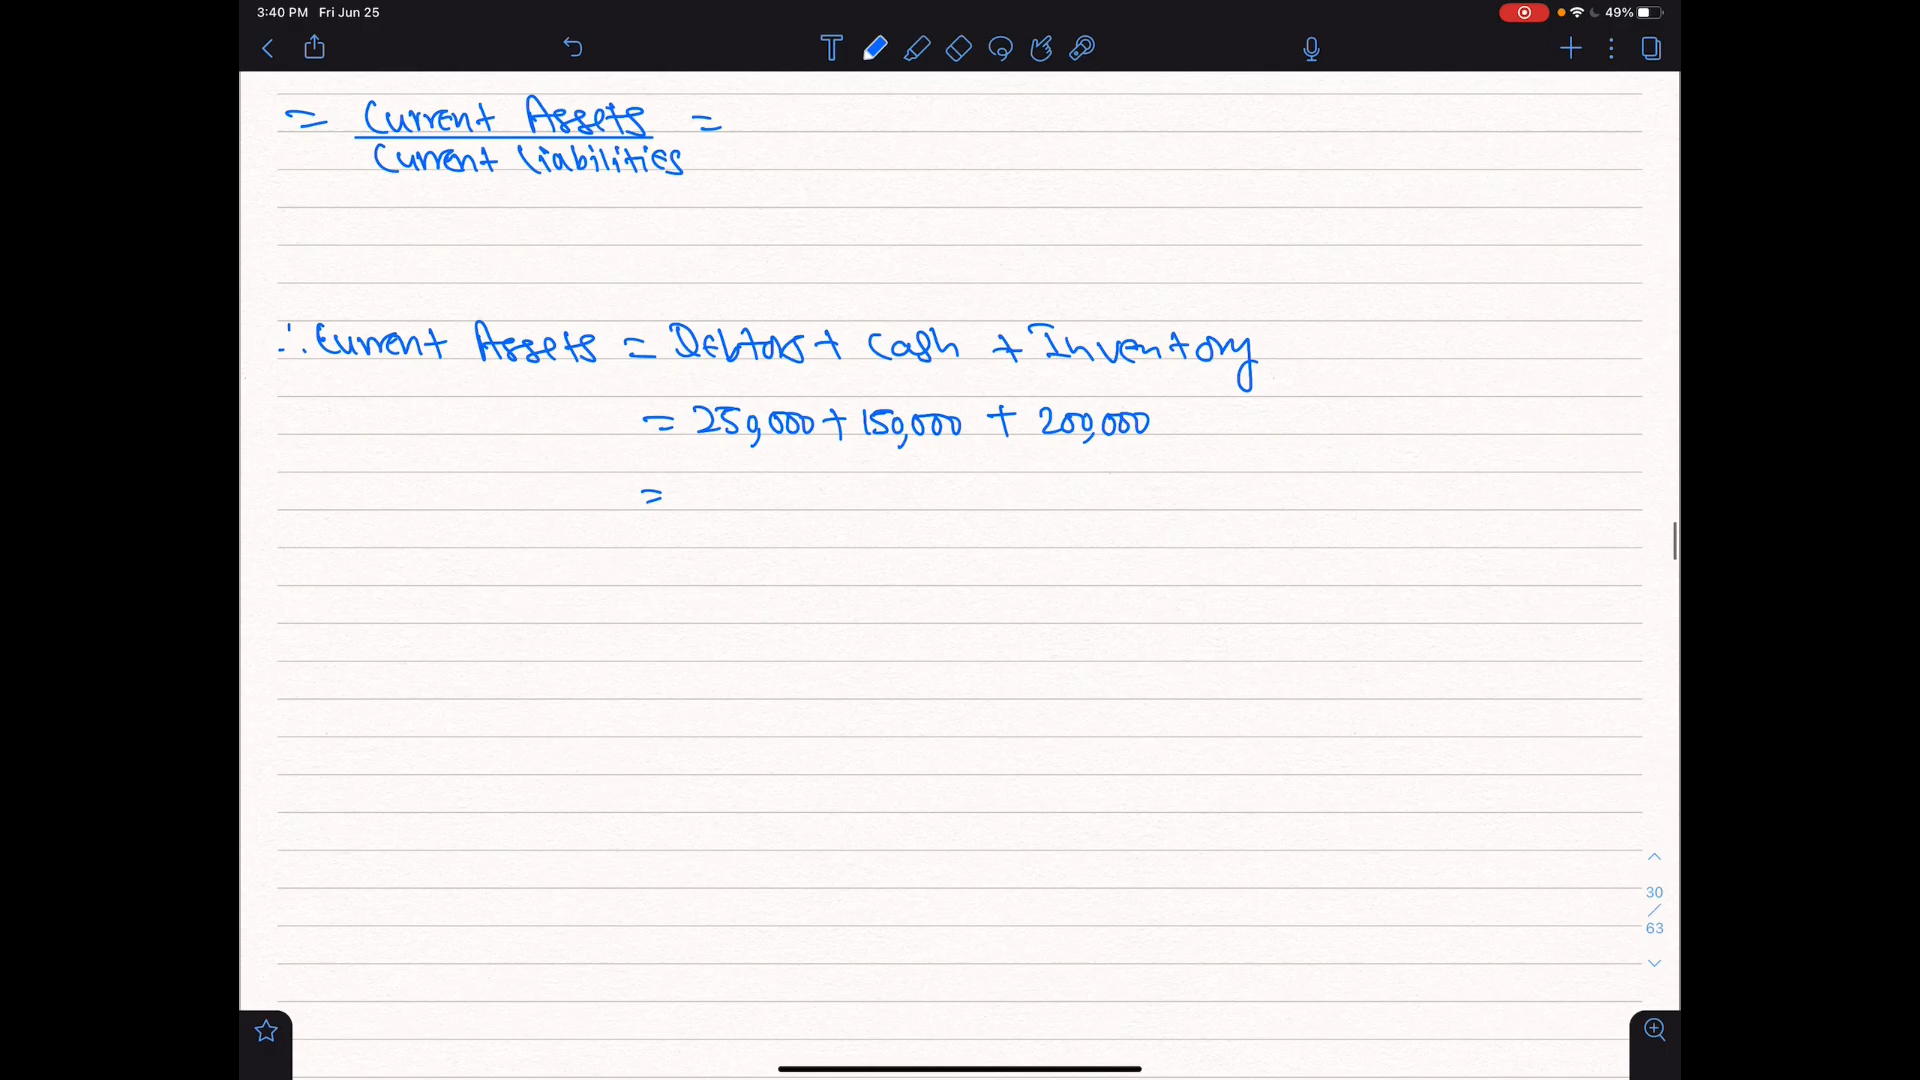 3:40 PM Fri Jun 25
49%
= Current Assets =
Current Liabilities
∴ Current Assets = Debtors + Cash + Inventory
= 250,000 + 150,000 + 200,000
=
30
/
63